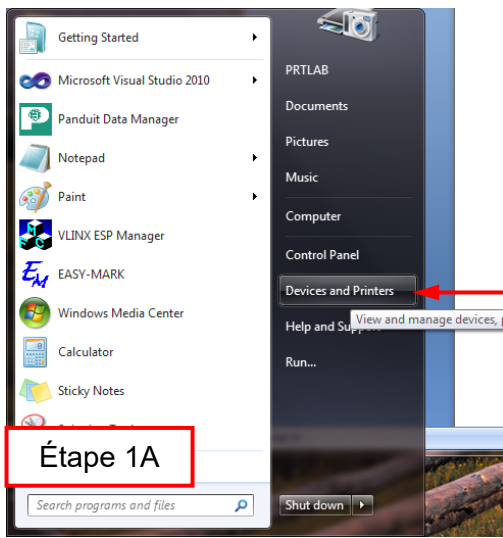 Getting Started
Microsoft Visual Studio 2010
Panduit Data Manager
Notepad
Paint
VLINX ESP Manager
EASY-MARK
Windows Media Center
Calculator
Sticky Notes
Étape 1A
Search programs and files
PRTLAB
Documents
Pictures
Music
Computer
Control Panel
Devices and Printers
View and manage devices,
Help and
Run...
Shut down